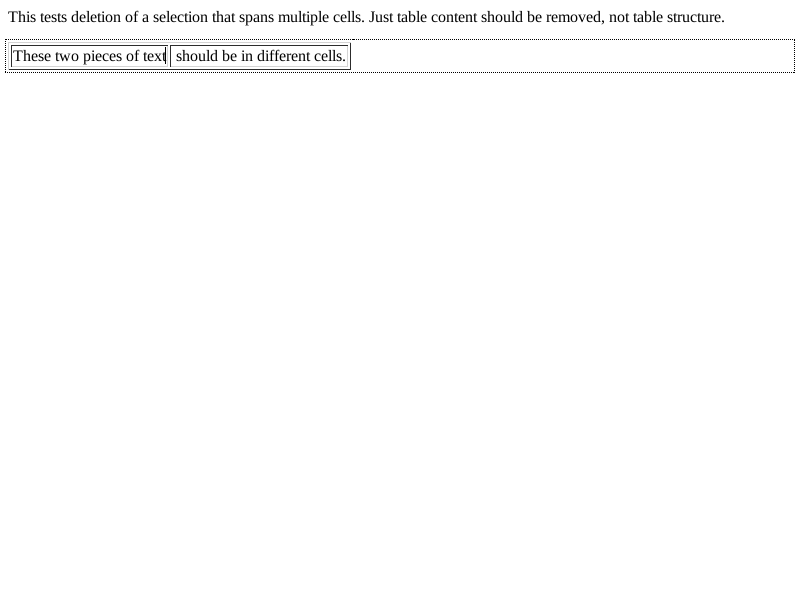 This tests deletion of a selection that spans multiple cells. Just table content should be removed, not table structure.
These two pieces of text should be in different cells.